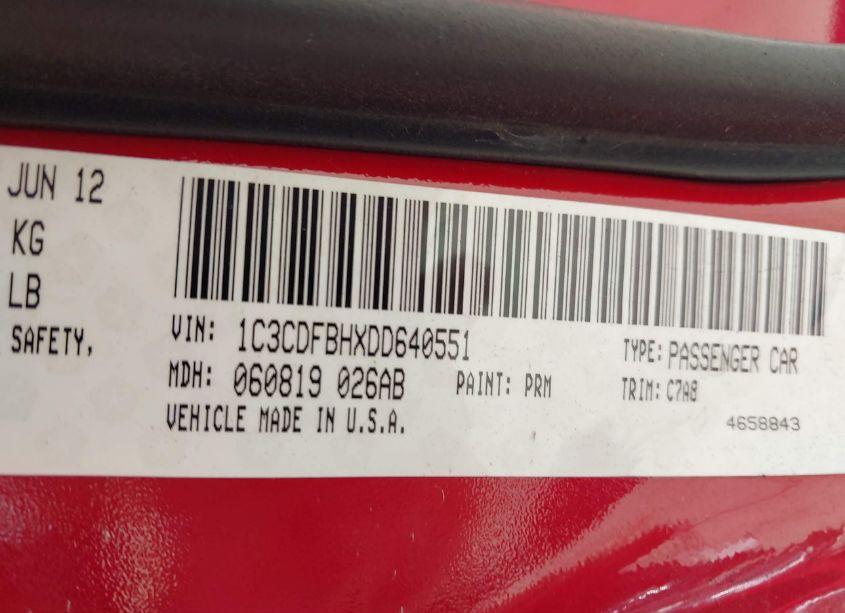 JUN 12
KG
LB
SAFETY,
VIN: 1C3CDFBHXDD640551
TYPE: PASSENGER CAR
MDH: 060819 026AB
PAINT: PRM
TRIM: C7A8
VEHICLE MADE IN U.S.A.
4658843